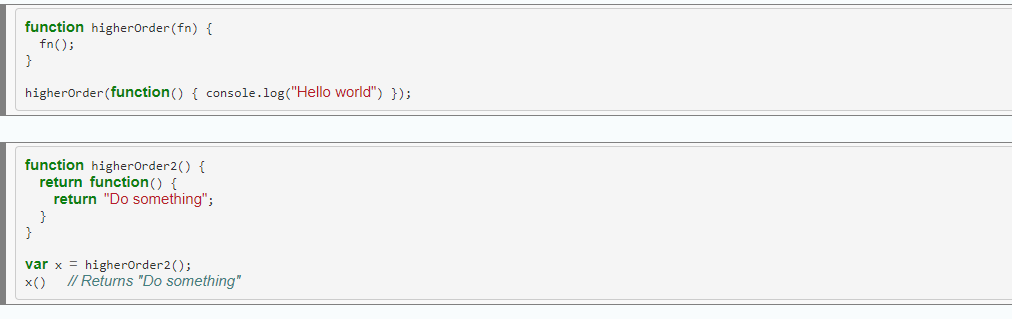 function higherOrder(fn) {
  fn();
}
higherOrder(function() { console.log("Hello world") });
function higherOrder2() {
  return function() {
    return "Do something";
  }
}
var x = higherOrder2();
x()   // Returns "Do something"